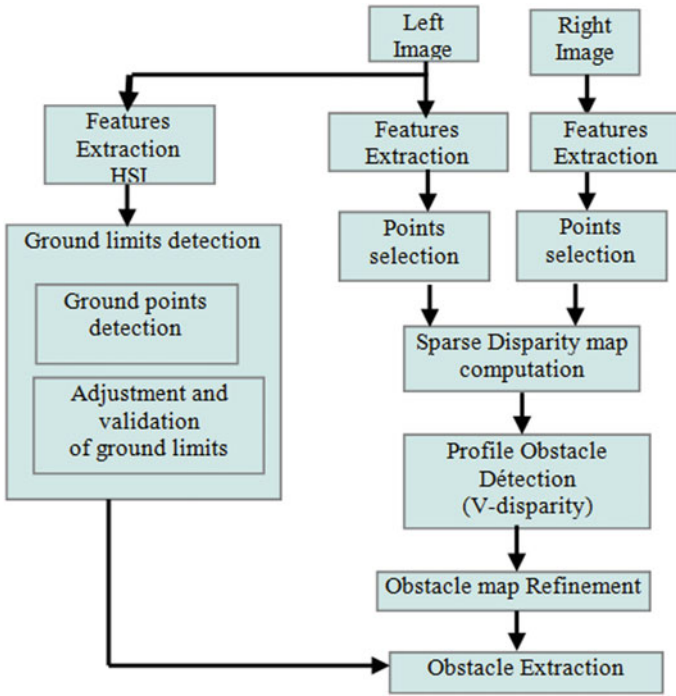 Left
Image
Right
Image
Features
Extraction
HSI
Features
Extraction
Features
Extraction
Ground limits detection
Ground points
detection
Adjustment and
validation
of ground limits
Points
selection
Points
selection
Sparse Disparity map
computation
Profile Obstacle
Détection
(V-disparity)
Obstacle map Refinement
Obstacle Extraction